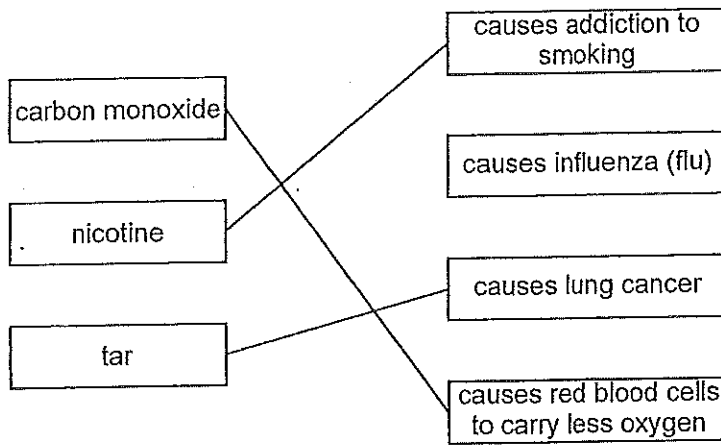 causes addiction to
smoking
carbon monoxide
causes influenza (flu)
nicotine
causes lung cancer
tar
causes red blood cells
to carry less oxygen